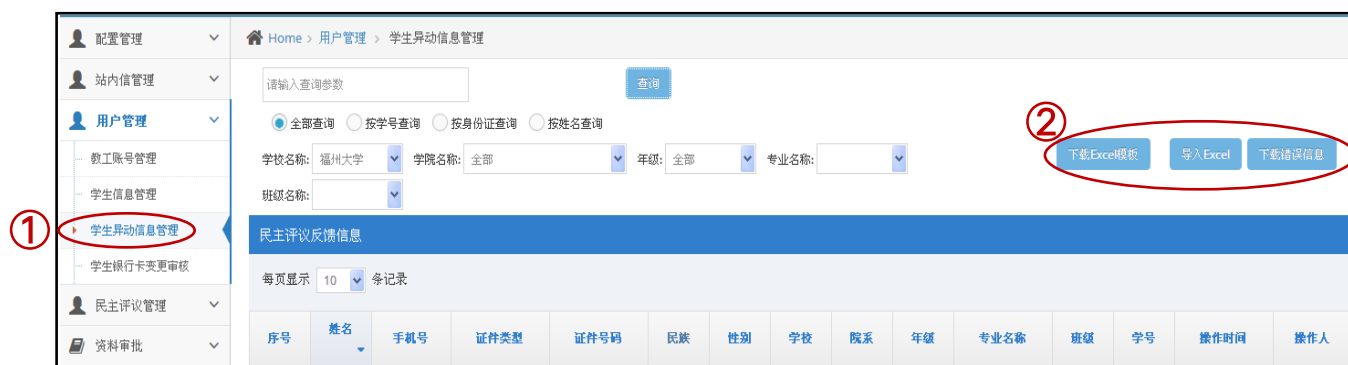 配置管理
站内信管理
用户管理
教工账号管理
学生信息管理
① 学生异动信息管理
学生银行卡变更审核
民主评议管理
资料审批
Home > 用户管理 > 学生异动信息管理
请输入查询参数 查询
全部查询 按学号查询 按身份证查询 按姓名查询
②
学校名称: 福州大学 学院名称: 全部 年级: 全部 专业名称: 下载Excel模板 导入Excel 下载错误信息
班级名称:
民主评议反馈信息
每页显示 10 条记录
序号 姓名 手机号 证件类型 证件号码 民族 性别 学校 院系 年级 专业名称 班级 学号 操作时间 操作人